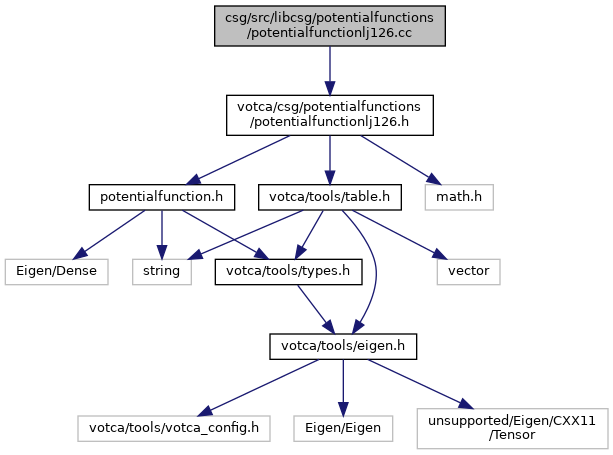 csg/src/libcsg/potentialfunctions
/potentialfunctionlj126.cc
votca/csg/potentialfunctions
/potentialfunctionlj126.h
potentialfunction.h
votca/tools/table.h
math.h
Eigen/Dense
string
votca/tools/types.h
vector
votca/tools/eigen.h
votca/tools/votca_config.h
Eigen/Eigen
unsupported/Eigen/CXX11
/Tensor